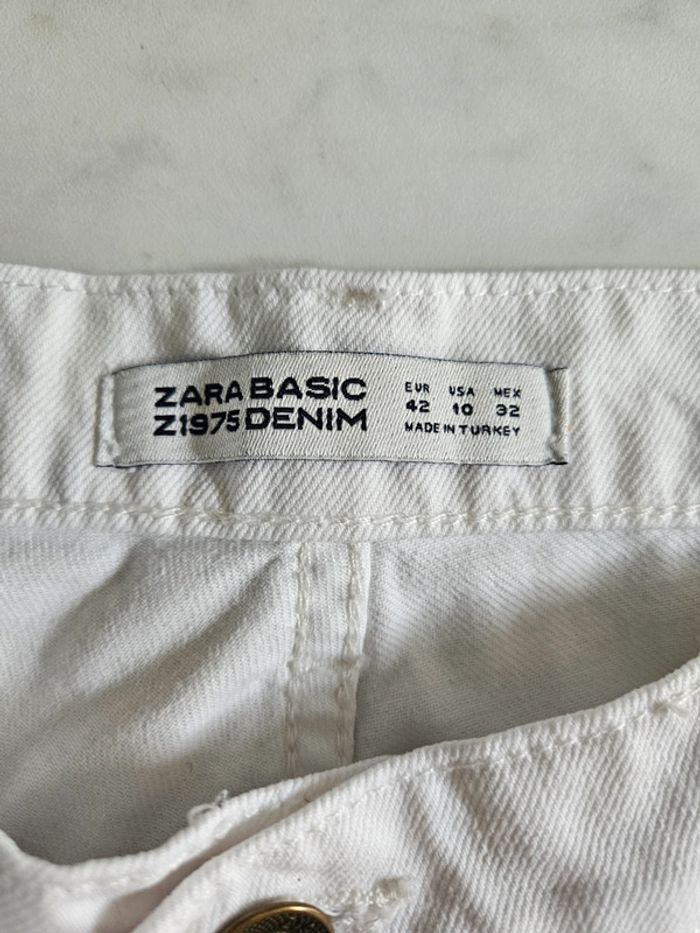 ZARA BASIC
Z1975 DENIM
EUR USA MEX
42 10 32
MADE IN TURKEY